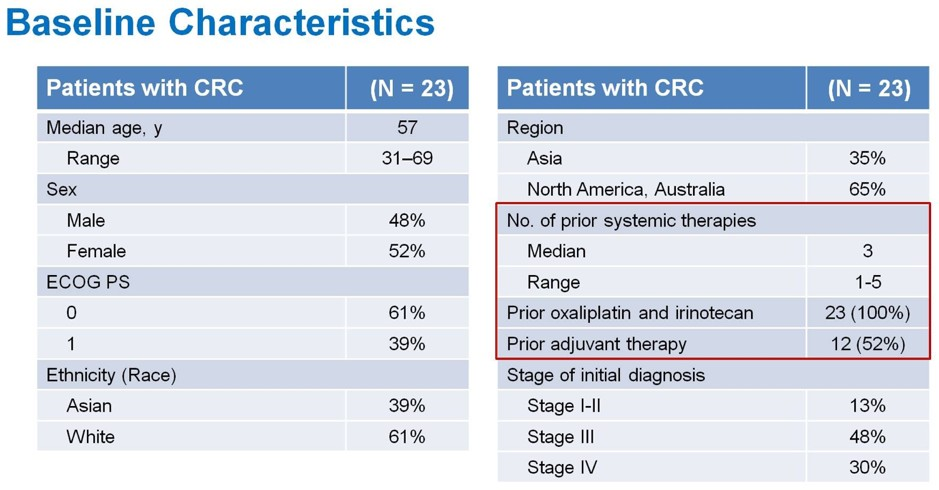 Baseline Characteristics
Patients with CRC (N = 23)
Median age, y 57
Range 31–69
Sex
Male 48%
Female 52%
ECOG PS
0 61%
1 39%
Ethnicity (Race)
Asian 39%
White 61%
Patients with CRC (N = 23)
Region
Asia 35%
North America, Australia 65%
No. of prior systemic therapies
Median 3
Range 1-5
Prior oxaliplatin and irinotecan 23 (100%)
Prior adjuvant therapy 12 (52%)
Stage of initial diagnosis
Stage I-II 13%
Stage III 48%
Stage IV 30%